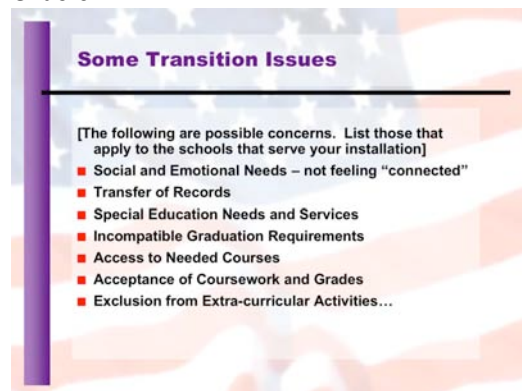 Some Transition Issues
[The following are possible concerns. List those that
apply to the schools that serve your installation]
Social and Emotional Needs – not feeling “connected”
Transfer of Records
Special Education Needs and Services
Incompatible Graduation Requirements
Access to Needed Courses
Acceptance of Coursework and Grades
Exclusion from Extra-curricular Activities…